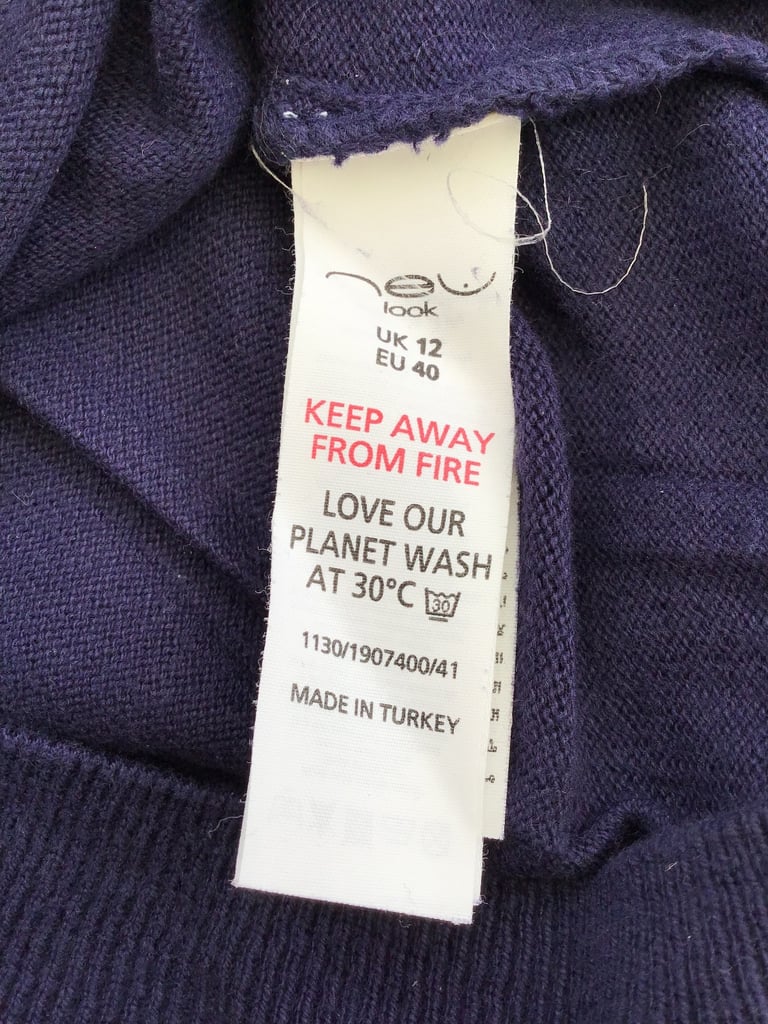 new
look
UK 12
EU 40
KEEP AWAY
FROM FIRE
LOVE OUR
PLANET WASH
AT 30°C 30
1130/1907400/41
MADE IN TURKEY